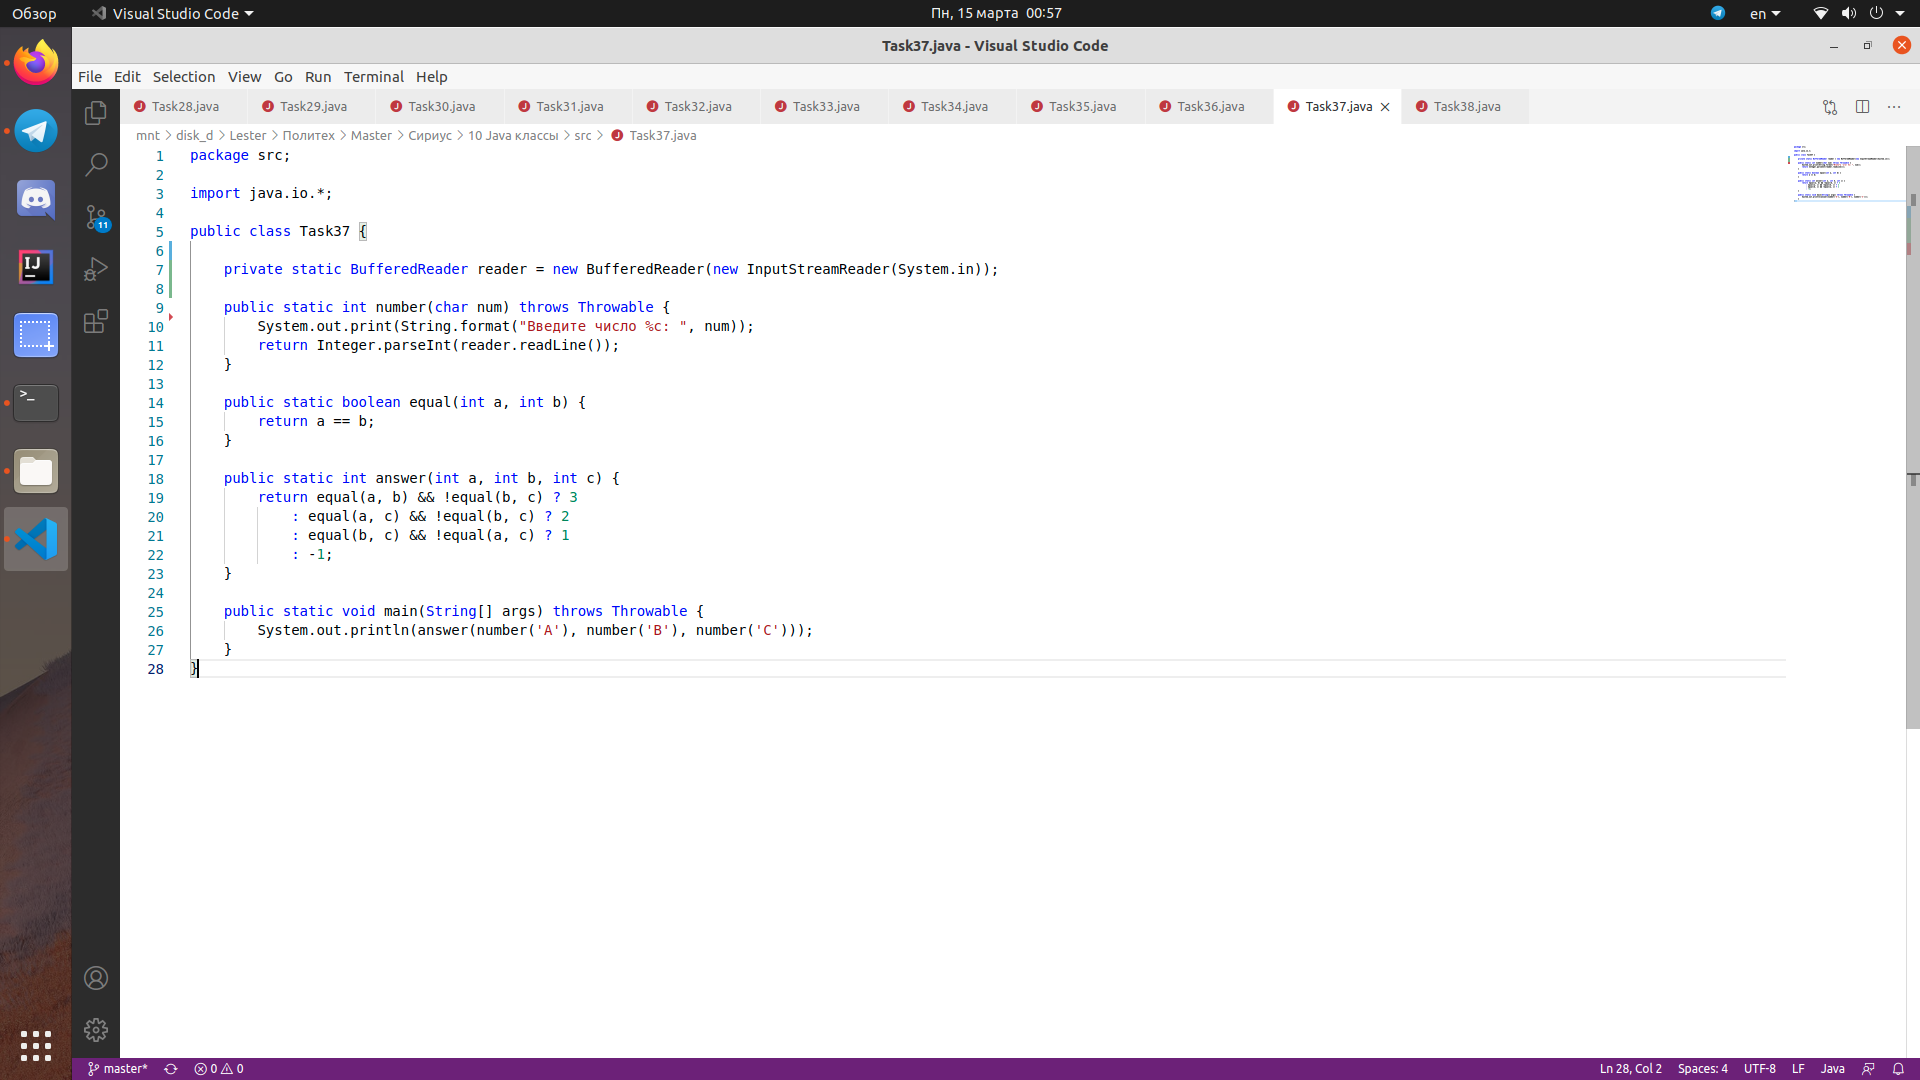 Обзор
Visual Studio Code
Пн, 15 марта 00:57
en
Task37.java - Visual Studio Code
File Edit Selection View Go Run Terminal Help
Task28.java Task29.java Task30.java Task31.java Task32.java Task33.java Task34.java Task35.java Task36.java Task37.java Task38.java
mnt > disk_d > Lester > Политех > Master > Сириус > 10 Java классы > src > Task37.java
1 package src;
2
3 import java.io.*;
4
5 public class Task37 {
6
7     private static BufferedReader reader = new BufferedReader(new InputStreamReader(System.in));
8
9     public static int number(char num) throws Throwable {
10         System.out.print(String.format("Введите число %c: ", num));
11         return Integer.parseInt(reader.readLine());
12     }
13
14     public static boolean equal(int a, int b) {
15         return a == b;
16     }
17
18     public static int answer(int a, int b, int c) {
19         return equal(a, b) && !equal(b, c) ? 3
20             : equal(a, c) && !equal(b, c) ? 2
21             : equal(b, c) && !equal(a, c) ? 1
22             : -1;
23     }
24
25     public static void main(String[] args) throws Throwable {
26         System.out.println(answer(number('A'), number('B'), number('C')));
27     }
28 }
11
IJ
>_
master* 0 0
Ln 28, Col 2 Spaces: 4 UTF-8 LF Java